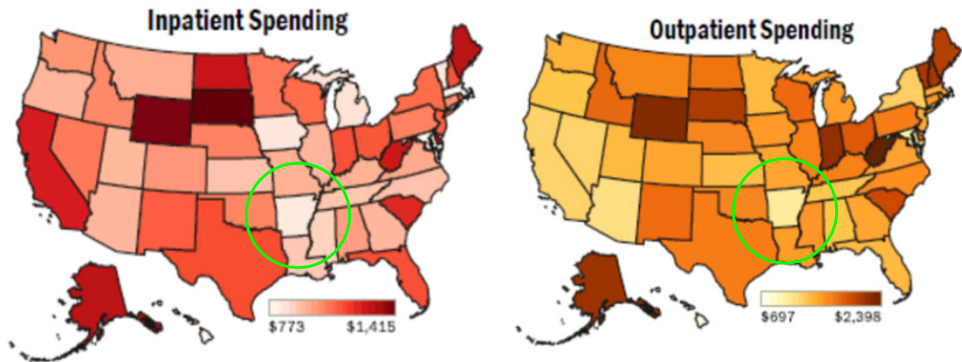 Inpatient Spending
$773 $1,415
Outpatient Spending
$697 $2,398